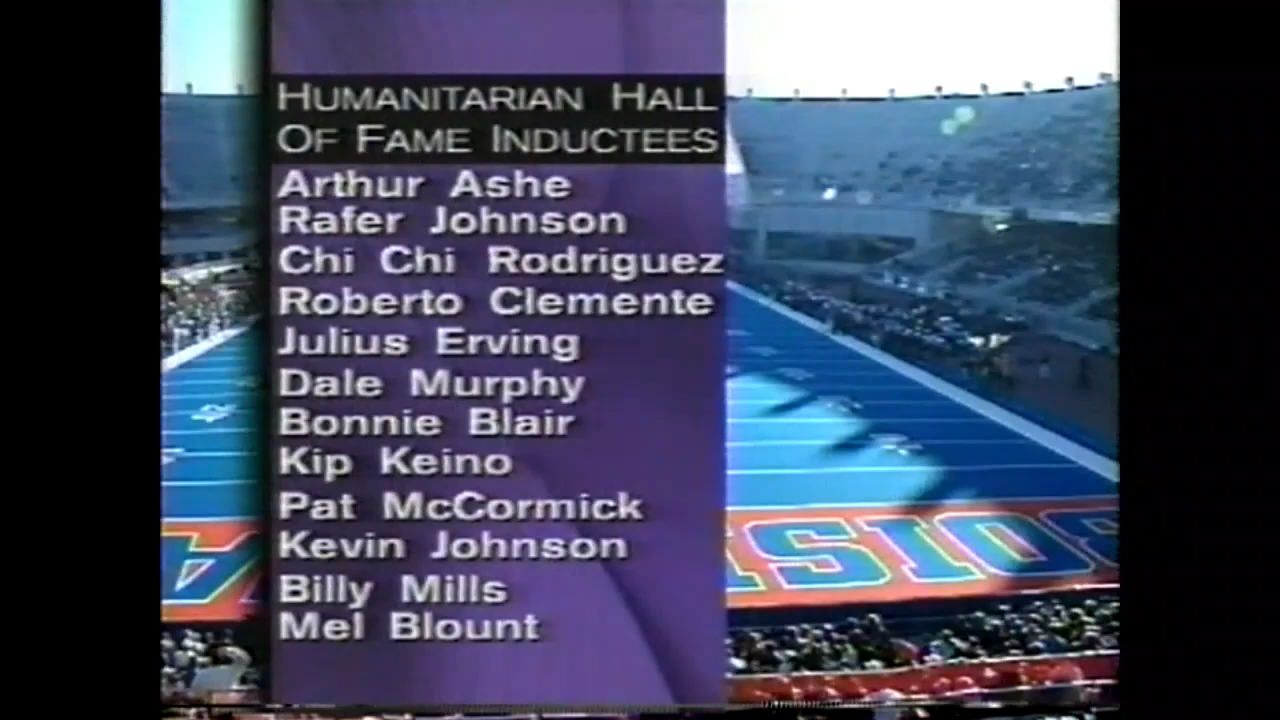 HUMANITARIAN HALL
OF FAME INDUCTEES
Arthur Ashe
Rafer Johnson
Chi Chi Rodriguez
Roberto Clemente
Julius Erving
Dale Murphy
Bonnie Blair
Kip Keino
Pat McCormick
Kevin Johnson
Billy Mills
Mel Blount